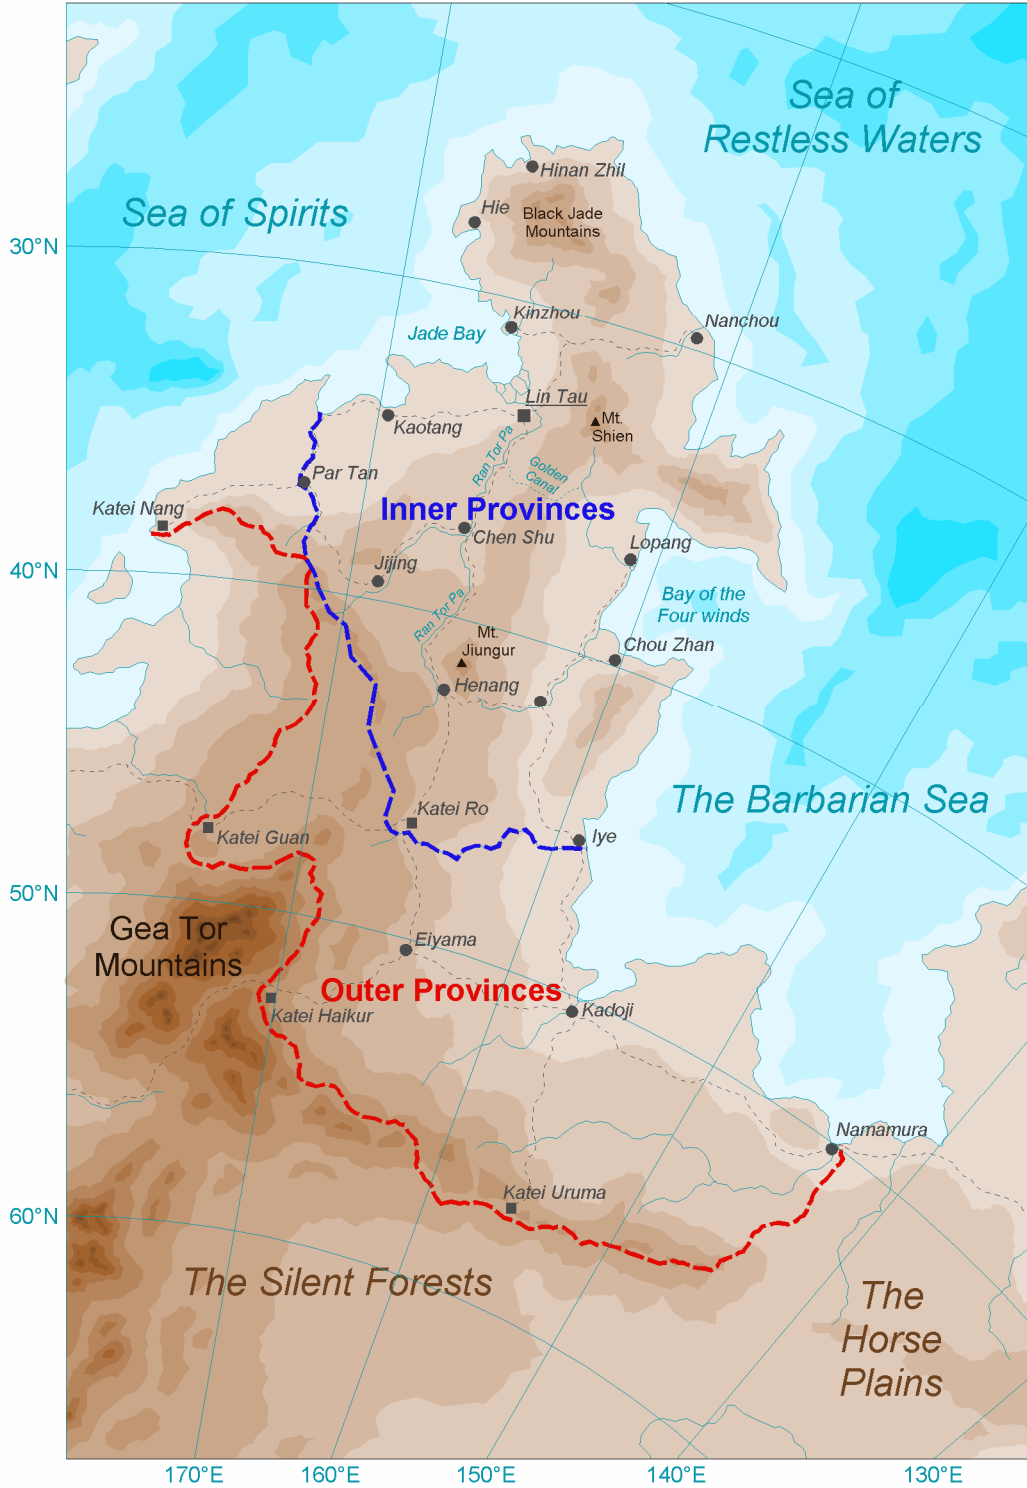 Sea of
Restless Waters
Hinan Zhil
Sea of Spirits
Hie
Black Jade
Mountains
30°N
Kinzhou
Nanchou
Jade Bay
Lin Tau
Kaotang
Mt.
Shien
Ran Tor Pa
Golden
Canal
Par Tan
Katei Nang
Inner Provinces
Chen Shu
Lopang
Jijing
40°N
Bay of the
Four winds
Ran Tor Pa
Mt.
Jiungur
Chou Zhan
Henang
The Barbarian Sea
Katei Ro
Katei Guan
Iye
50°N
Gea Tor
Mountains
Eiyama
Outer Provinces
Katei Haikur
Kadoji
Namamura
Katei Uruma
60°N
The Silent Forests
The
Horse
Plains
170°E
160°E
150°E
140°E
130°E